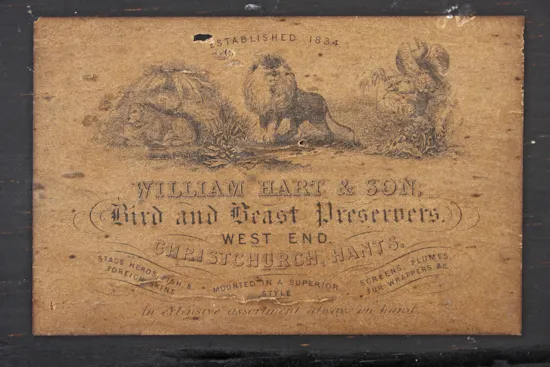 ESTABLISHED 1834
WILLIAM HART & SON,
Bird and Beast Preservers.
WEST END.
CHRISTCHURCH, HANTS.
STAGS HEADS, FISH &
FOREIGN SKINS
MOUNTED IN A SUPERIOR
STYLE
SCREENS, PLUMES,
FUR WRAPPERS &c.
An extensive assortment always on hand